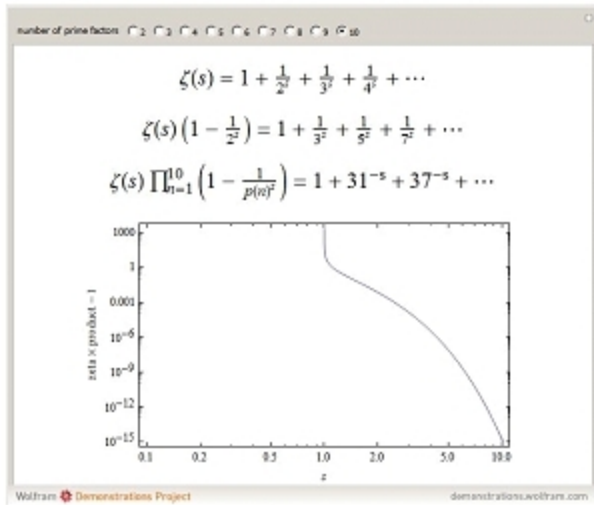 number of prime factors 2 3 4 5 6 7 8 9 10
ζ(s) = 1 + 1/2^s + 1/3^s + 1/4^s + ⋯
ζ(s) (1 − 1/2^s) = 1 + 1/3^s + 1/5^s + 1/7^s + ⋯
ζ(s) ∏_{n=1}^{10} (1 − 1/p(n)^s) = 1 + 31^{−s} + 37^{−s} + ⋯
zeta × product − 1
1000
1
0.001
10^{−6}
10^{−9}
10^{−12}
10^{−15}
0.1 0.2 0.5 1.0 2.0 5.0 10.0
s
Wolfram Demonstrations Project demonstrations.wolfram.com